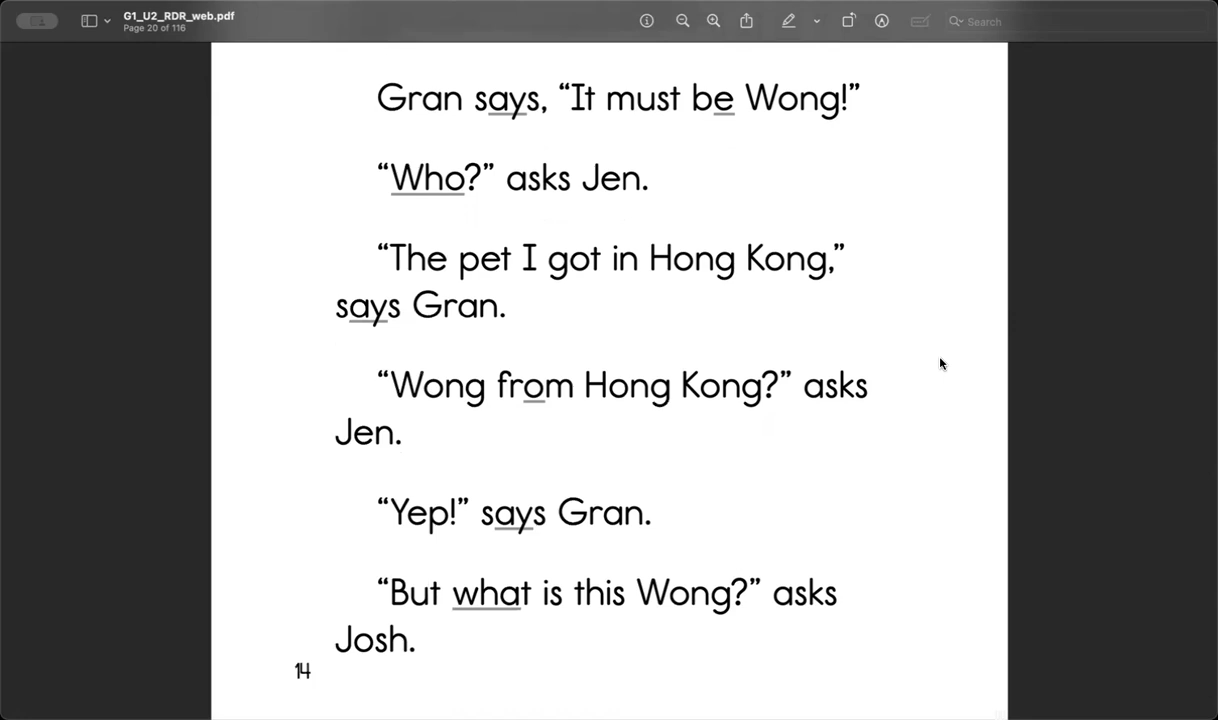 G1_U2_RDR_web.pdf
Page 20 of 116
Search
Gran says, “It must be Wong!”
“Who?” asks Jen.
“The pet I got in Hong Kong,”
says Gran.
“Wong from Hong Kong?” asks
Jen.
“Yep!” says Gran.
“But what is this Wong?” asks
Josh.
14